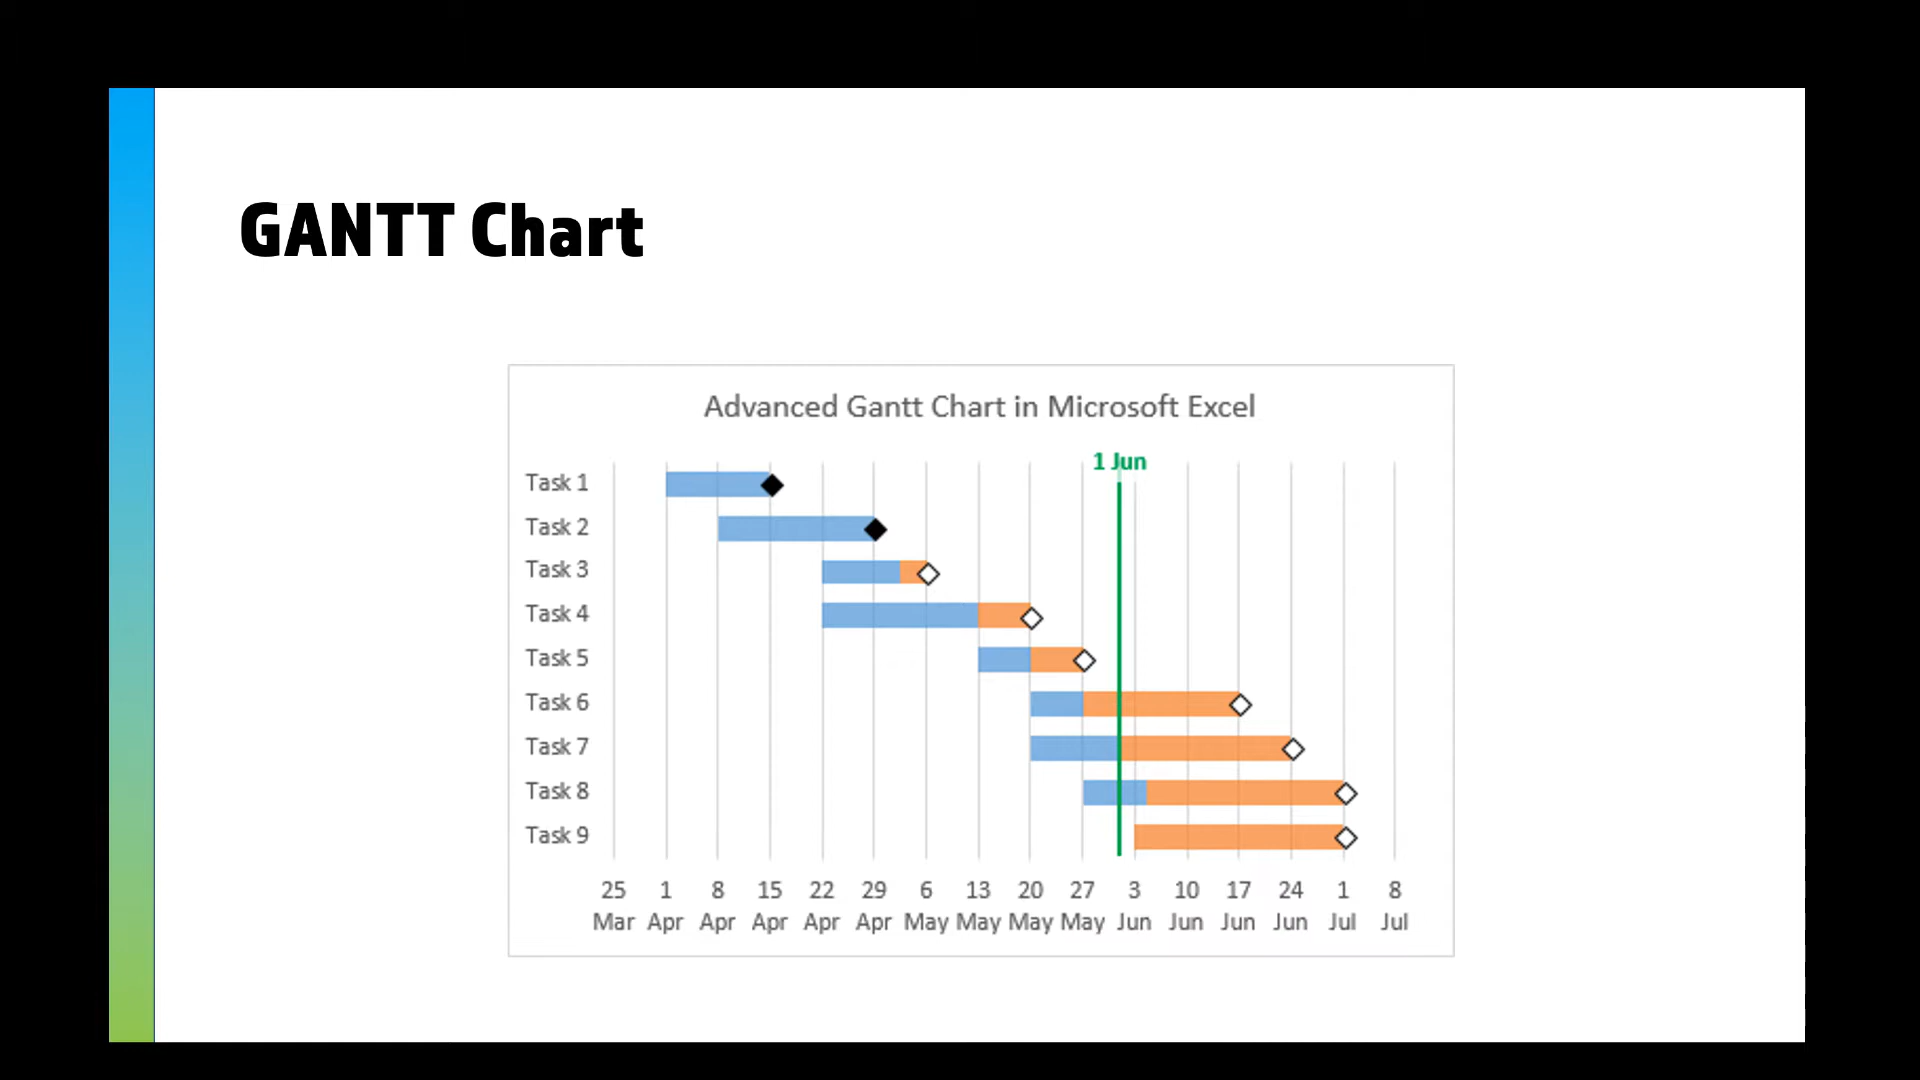 GANTT Chart
Advanced Gantt Chart in Microsoft Excel
1 Jun
Task 1
Task 2
Task 3
Task 4
Task 5
Task 6
Task 7
Task 8
Task 9
25 1 8 15 22 29 6 13 20 27 3 10 17 24 1 8
Mar Apr Apr Apr Apr Apr May May May May Jun Jun Jun Jun Jul Jul